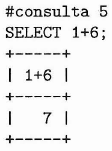 #consulta 5
SELECT 1+6;
+-----+
| 1+6 |
+-----+
|   7 |
+-----+